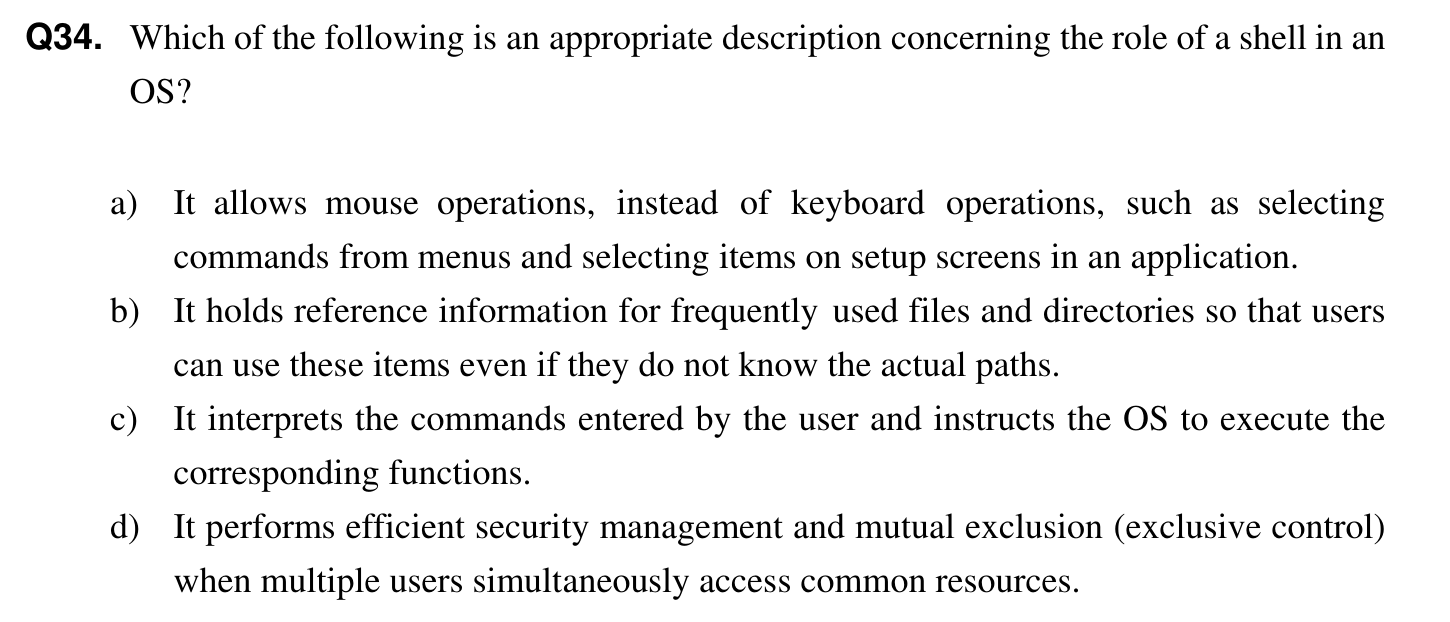 Q34. Which of the following is an appropriate description concerning the role of a shell in an
OS?
a) It allows mouse operations, instead of keyboard operations, such as selecting
commands from menus and selecting items on setup screens in an application.
b) It holds reference information for frequently used files and directories so that users
can use these items even if they do not know the actual paths.
c) It interprets the commands entered by the user and instructs the OS to execute the
corresponding functions.
d) It performs efficient security management and mutual exclusion (exclusive control)
when multiple users simultaneously access common resources.